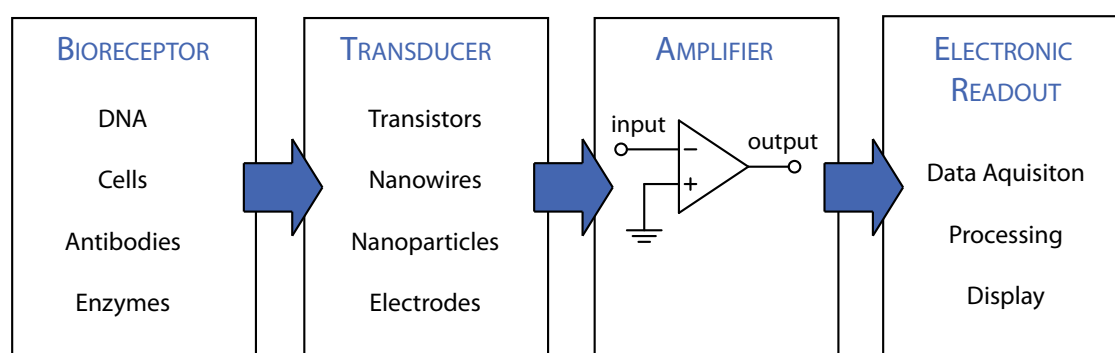 BIORECEPTOR
DNA
Cells
Antibodies
Enzymes
TRANSDUCER
Transistors
Nanowires
Nanoparticles
Electrodes
AMPLIFIER
input
output
−
+
ELECTRONIC
READOUT
Data Aquisiton
Processing
Display